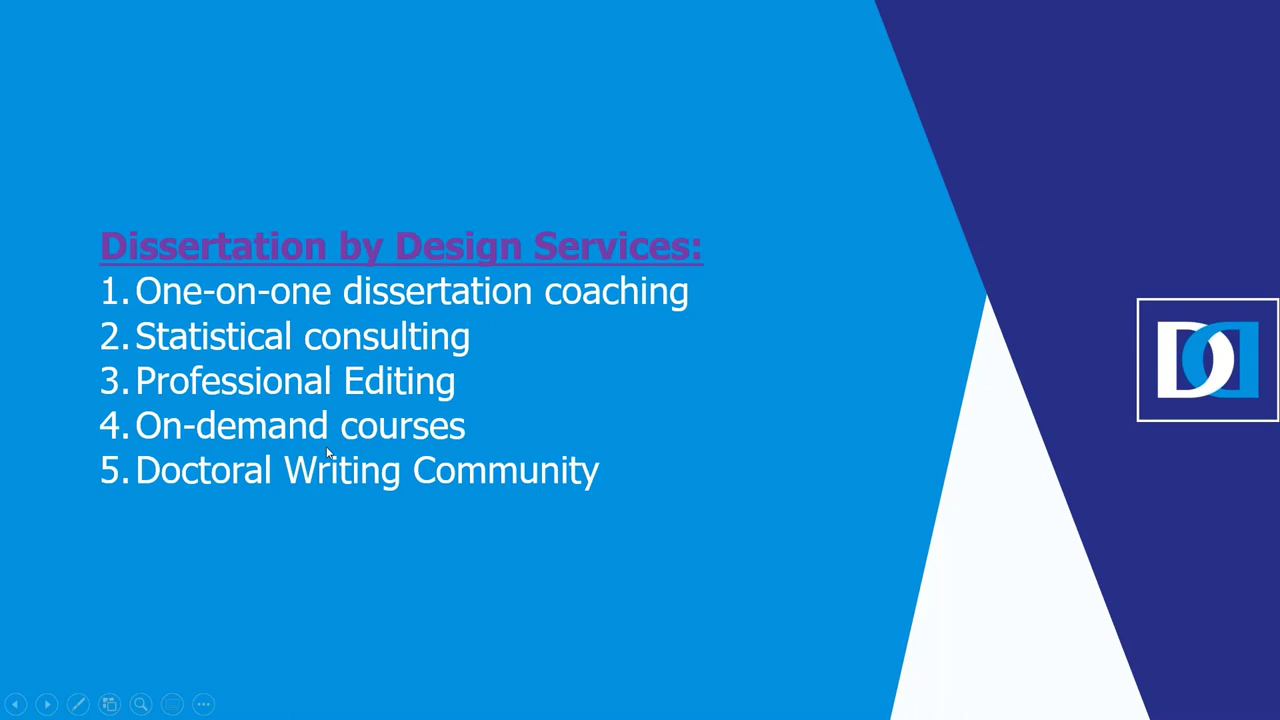 Dissertation by Design Services:
1. One-on-one dissertation coaching
2. Statistical consulting
3. Professional Editing
4. On-demand courses
5. Doctoral Writing Community
DD